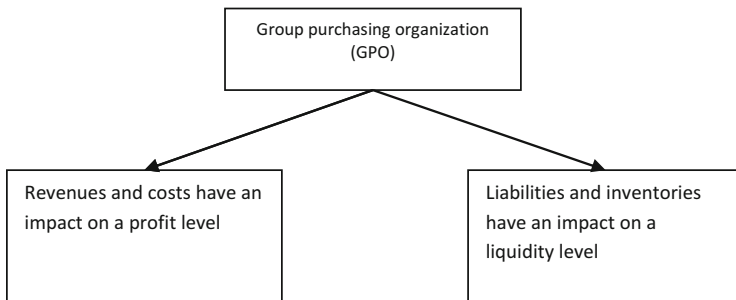 Group purchasing organization
(GPO)
Revenues and costs have an
impact on a profit level
Liabilities and inventories
have an impact on a
liquidity level